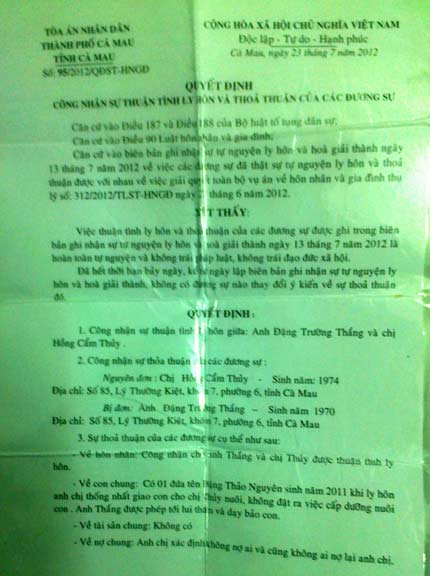 TÒA ÁN NHÂN DÂN
THÀNH PHỐ CÀ MAU
TỈNH CÀ MAU
Số: 95/2012/QĐST-HNGĐ
CỘNG HÒA XÃ HỘI CHỦ NGHĨA VIỆT NAM
Độc lập - Tự do - Hạnh phúc
Cà Mau, ngày 23 tháng 7 năm 2012
QUYẾT ĐỊNH
CÔNG NHẬN SỰ THUẬN TÌNH LY HÔN VÀ THOẢ THUẬN CỦA CÁC ĐƯƠNG SỰ
Căn cứ vào Điều 187 và Điều 188 của Bộ luật tố tụng dân sự;
Căn cứ vào Điều 90 Luật hôn nhân và gia đình;
Căn cứ vào biên bản ghi nhận sự tự nguyện ly hôn và hoà giải thành ngày
13 tháng 7 năm 2012 về việc các đương sự đã thật sự tự nguyện ly hôn và thoả
thuận được với nhau về việc giải quyết toàn bộ vụ án về hôn nhân và gia đình thụ
lý số: 312/2012/TLST-HNGĐ ngày tháng 6 năm 2012.
XÉT THẤY:
Việc thuận tình ly hôn và thoả thuận của các đương sự được ghi trong biên
bản ghi nhận sự tự nguyện ly hôn và hoà giải thành ngày 13 tháng 7 năm 2012 là
hoàn toàn tự nguyện và không trái pháp luật, không trái đạo đức xã hội.
Đã hết thời hạn bảy ngày, kể từ ngày lập biên bản ghi nhận sự tự nguyện ly
hôn và hoà giải thành, không có đương sự nào thay đổi ý kiến về sự thoả thuận
đó.
QUYẾT ĐỊNH :
1. Công nhận sự thuận tình ly hôn giữa: Anh Đặng Trường Thắng và chị
Hồng Cẩm Thủy .
2. Công nhận sự thỏa thuận của các đương sự :
Nguyên đơn : Chị Hồng Cẩm Thủy - Sinh năm: 1974
Địa chỉ: Số 85, Lý Thường Kiệt, khóm 7, phường 6, tỉnh Cà Mau
Bị đơn: Anh. Đặng Trường Thắng – Sinh năm 1970
Địa chỉ: Số 85, Lý Thường Kiệt, khóm 7, phường 6, tỉnh Cà Mau
3. Sự thoả thuận của các đương sự cụ thể như sau:
- Về hôn nhân: Công nhận cho anh Thắng và chị Thủy được thuận tình ly
hôn.
- Về con chung: Có 01 đứa tên Đặng Thảo Nguyên sinh năm 2011 khi ly hôn
anh chị thống nhất giao con cho chị Thủy nuôi, không đặt ra việc cấp dưỡng nuôi
con . Anh Thắng được phép tới lui thăm và dạy bảo con.
- Về tài sản chung: Không có
- Về nợ chung: Anh chị xác định không nợ ai và cũng không ai nợ lại anh chị.